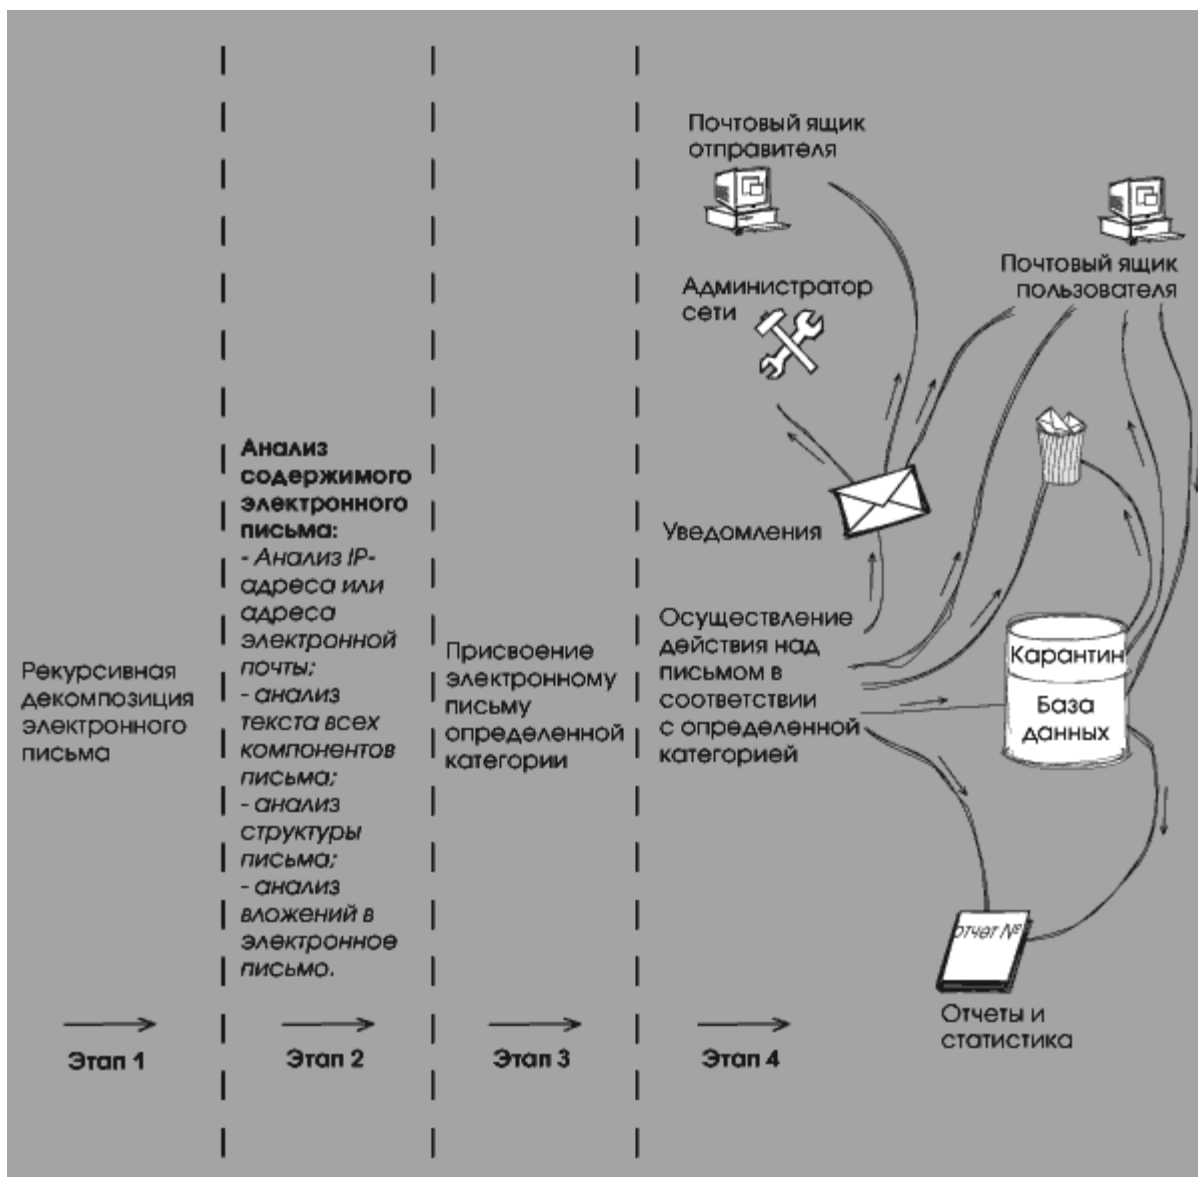 Рекурсивная
декомпозиция
электронного
письма
Этап 1
Анализ
содержимого
электронного
письма:
- Анализ IP-
адреса или
адреса
электронной
почты;
- анализ
текста всех
компонентов
письма;
- анализ
структуры
письма;
- анализ
вложений в
электронное
письмо.
Этап 2
Присвоение
электронному
письму
определенной
категории
Этап 3
Почтовый ящик
отправителя
Администратор
сети
Почтовый ящик
пользователя
Уведомления
Осуществление
действия над
письмом в
соответствии
с определенной
категорией
Карантин
База
данных
отчет №
Отчеты и
статистика
Этап 4